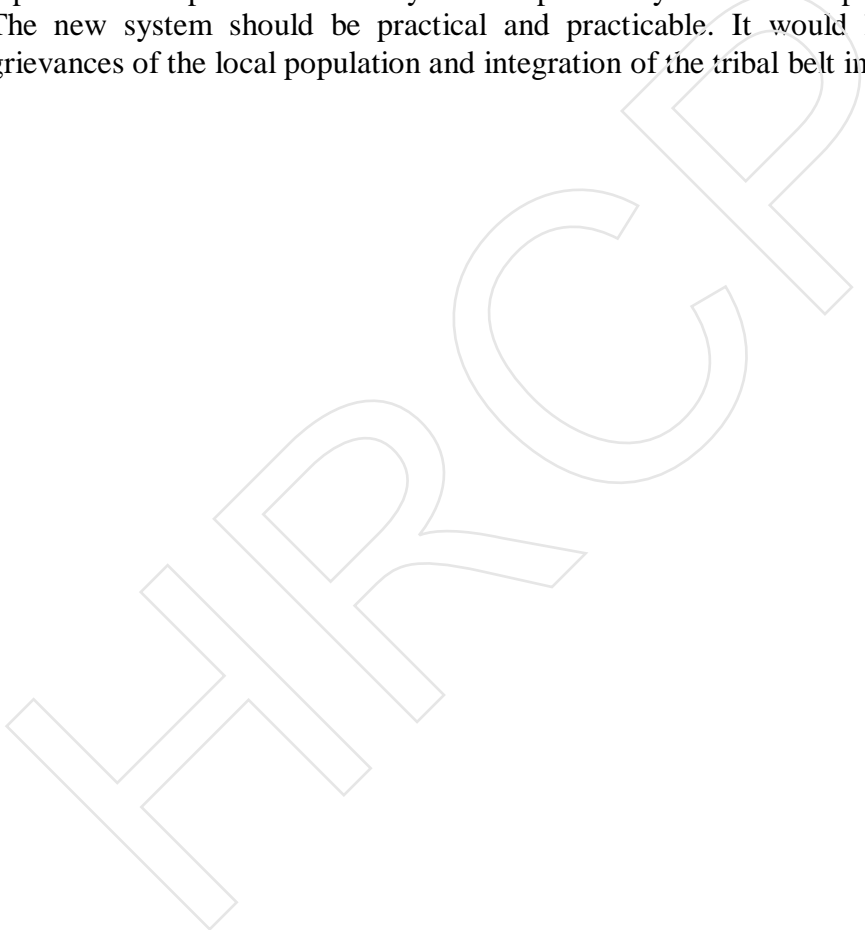 The new system should be practical and practicable. It would
grievances of the local population and integration of the tribal belt in
HRCP